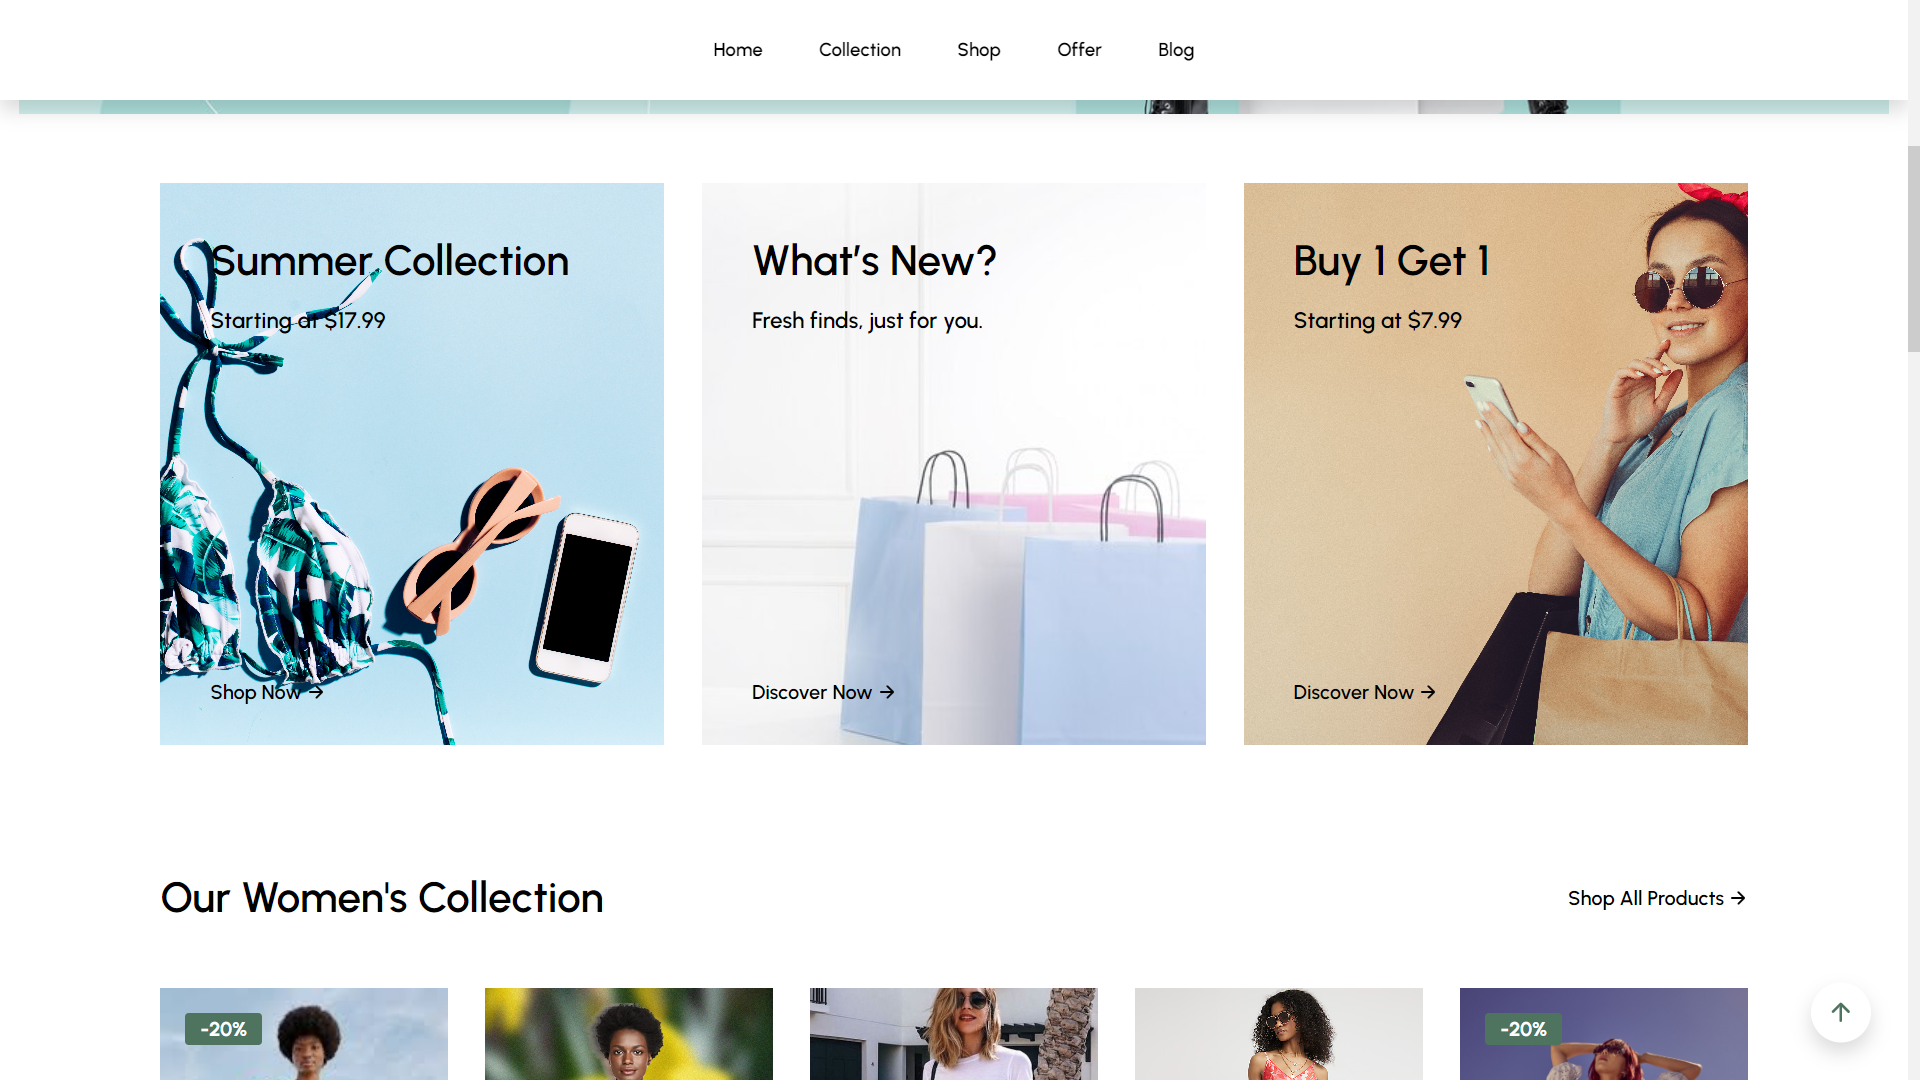 Home Collection Shop Offer Blog
Summer Collection
Starting at $17.99
Shop Now →
What’s New?
Fresh finds, just for you.
Discover Now →
Buy 1 Get 1
Starting at $7.99
Discover Now →
Our Women's Collection
Shop All Products →
-20%
-20%